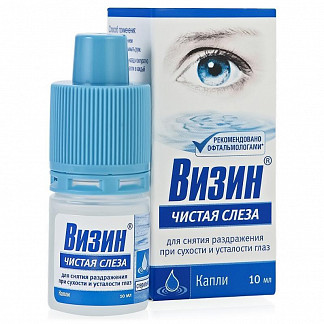 РЕКОМЕНДОВАНО
ОФТАЛЬМОЛОГАМИ*
Визин®
ЧИСТАЯ СЛЕЗА
для снятия раздражения
при сухости и усталости глаз
Капли 10 мл
Визин®
ЧИСТАЯ СЛЕЗА
для снятия раздражения
при сухости и усталости глаз
Капли 10 мл